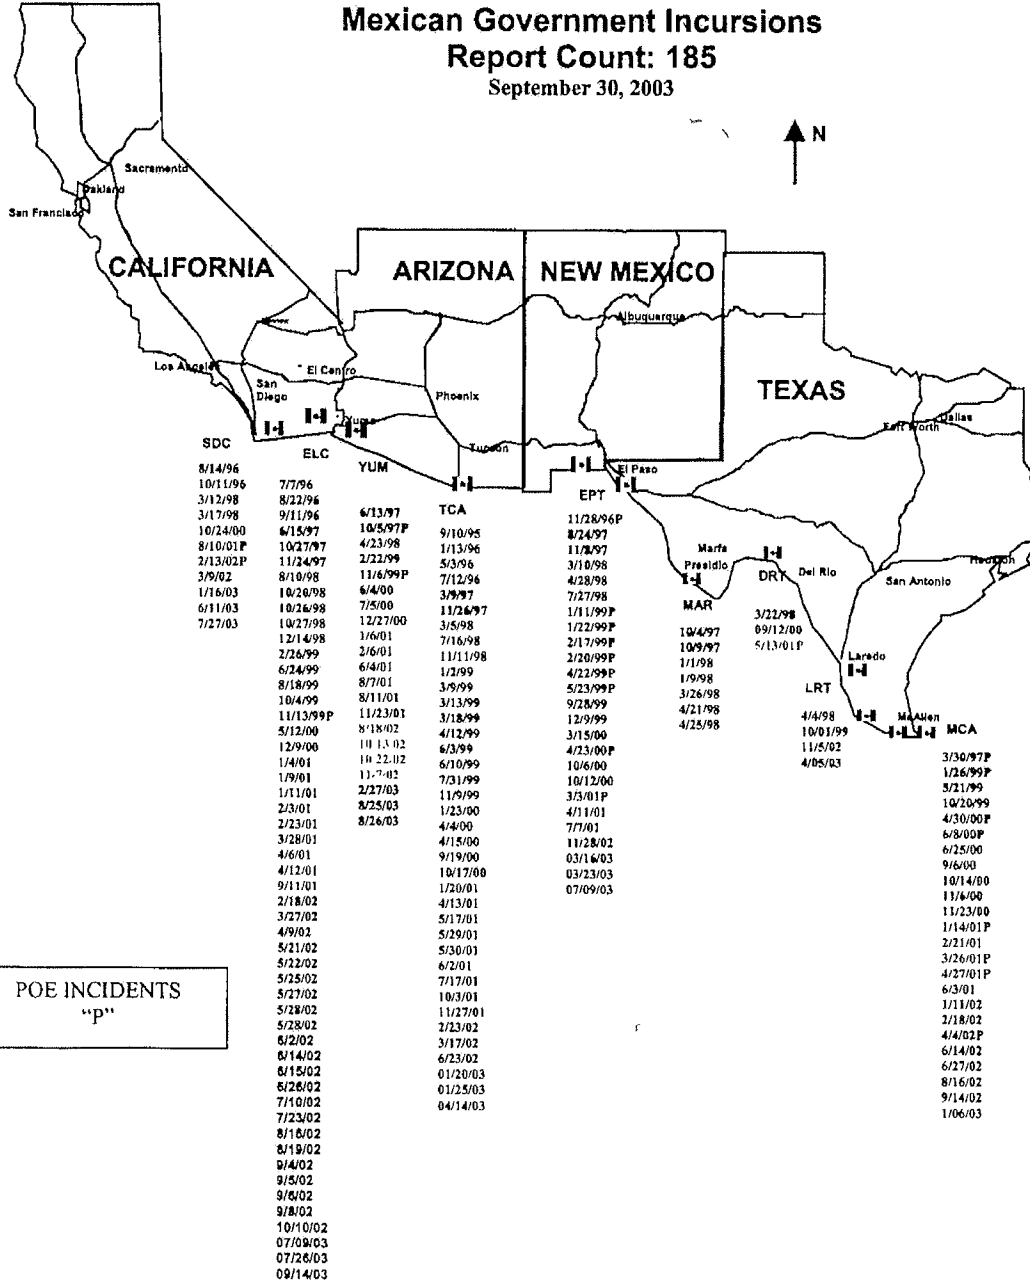 Mexican Government Incursions
Report Count: 185
September 30, 2003
N
Sacramento
Oakland
San Francisco
CALIFORNIA
ARIZONA
NEW MEXICO
Albuquerque
Los Angeles
El Centro
San
Diego
Phoenix
TEXAS
Yuma
Fort Worth
Dallas
Tucson
El Paso
Marfa
Presidio
Del Rio
San Antonio
Houston
Laredo
McAllen
SDC
8/14/96
10/11/96
3/12/98
3/17/98
10/24/00
8/10/01P
2/13/02P
3/9/02
1/16/03
6/11/03
7/27/03
ELC
7/7/96
8/22/96
9/11/96
6/15/97
10/27/97
11/24/97
8/10/98
10/20/98
10/26/98
10/27/98
12/14/98
2/26/99
6/24/99
8/18/99
10/4/99
11/13/99P
5/12/00
12/9/00
1/4/01
1/9/01
1/11/01
2/3/01
2/23/01
3/28/01
4/6/01
4/12/01
9/11/01
2/18/02
3/27/02
4/9/02
5/21/02
5/22/02
5/25/02
5/27/02
5/28/02
5/28/02
6/2/02
6/14/02
6/15/02
6/26/02
7/10/02
7/23/02
8/16/02
8/19/02
9/4/02
9/5/02
9/6/02
9/8/02
10/10/02
07/09/03
07/26/03
09/14/03
YUM
6/13/97
10/5/97P
4/23/98
2/22/99
11/6/99P
6/4/00
7/5/00
12/27/00
1/6/01
2/6/01
6/4/01
8/7/01
8/11/01
11/23/01
8/18/02
10/13/02
10/22/02
11/7/02
2/27/03
8/25/03
8/26/03
TCA
9/10/95
1/13/96
5/3/96
7/12/96
3/9/97
11/26/97
3/5/98
7/16/98
11/11/98
1/2/99
3/9/99
3/13/99
3/18/99
4/12/99
6/3/99
6/10/99
7/31/99
11/9/99
1/23/00
4/4/00
4/15/00
9/19/00
10/17/00
1/20/01
4/13/01
5/17/01
5/29/01
5/30/01
6/2/01
7/17/01
10/3/01
11/27/01
2/23/02
3/17/02
6/23/02
01/20/03
01/25/03
04/14/03
EPT
11/28/96P
8/24/97
11/8/97
3/10/98
4/28/98
7/27/98
1/11/99P
1/22/99P
2/17/99P
2/20/99P
4/22/99P
5/23/99P
9/28/99
12/9/99
3/15/00
4/23/00P
10/6/00
10/12/00
3/3/01P
4/11/01
7/7/01
11/28/02
03/16/03
03/23/03
07/09/03
MAR
10/4/97
10/9/97
1/1/98
1/9/98
3/26/98
4/21/98
4/25/98
DRT
3/22/98
09/12/00
5/13/01P
LRT
4/4/98
10/01/99
11/5/02
4/05/03
MCA
3/30/97P
1/26/99P
5/21/99
10/20/99
4/30/00P
6/8/00P
6/25/00
9/6/00
10/14/00
11/6/00
11/23/00
1/14/01P
2/21/01
3/26/01P
4/27/01P
6/3/01
1/11/02
2/18/02
4/4/02P
6/14/02
6/27/02
8/16/02
9/14/02
1/06/03
POE INCIDENTS
"P"